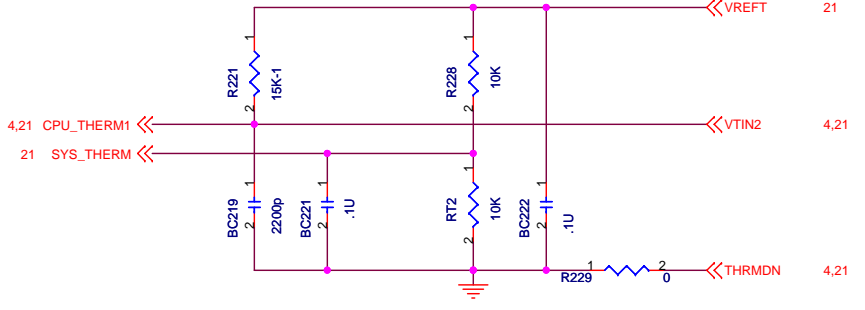 VREFT 21
1 1
R221 15K-1 R228 10K
2 2
4,21 CPU_THERM1 VTIN2 4,21
21 SYS_THERM
1 1 1 1
BC219 2200p BC221 .1U RT2 10K BC222 .1U
2 2 2 2
1 2 THRMDN 4,21
R229 0